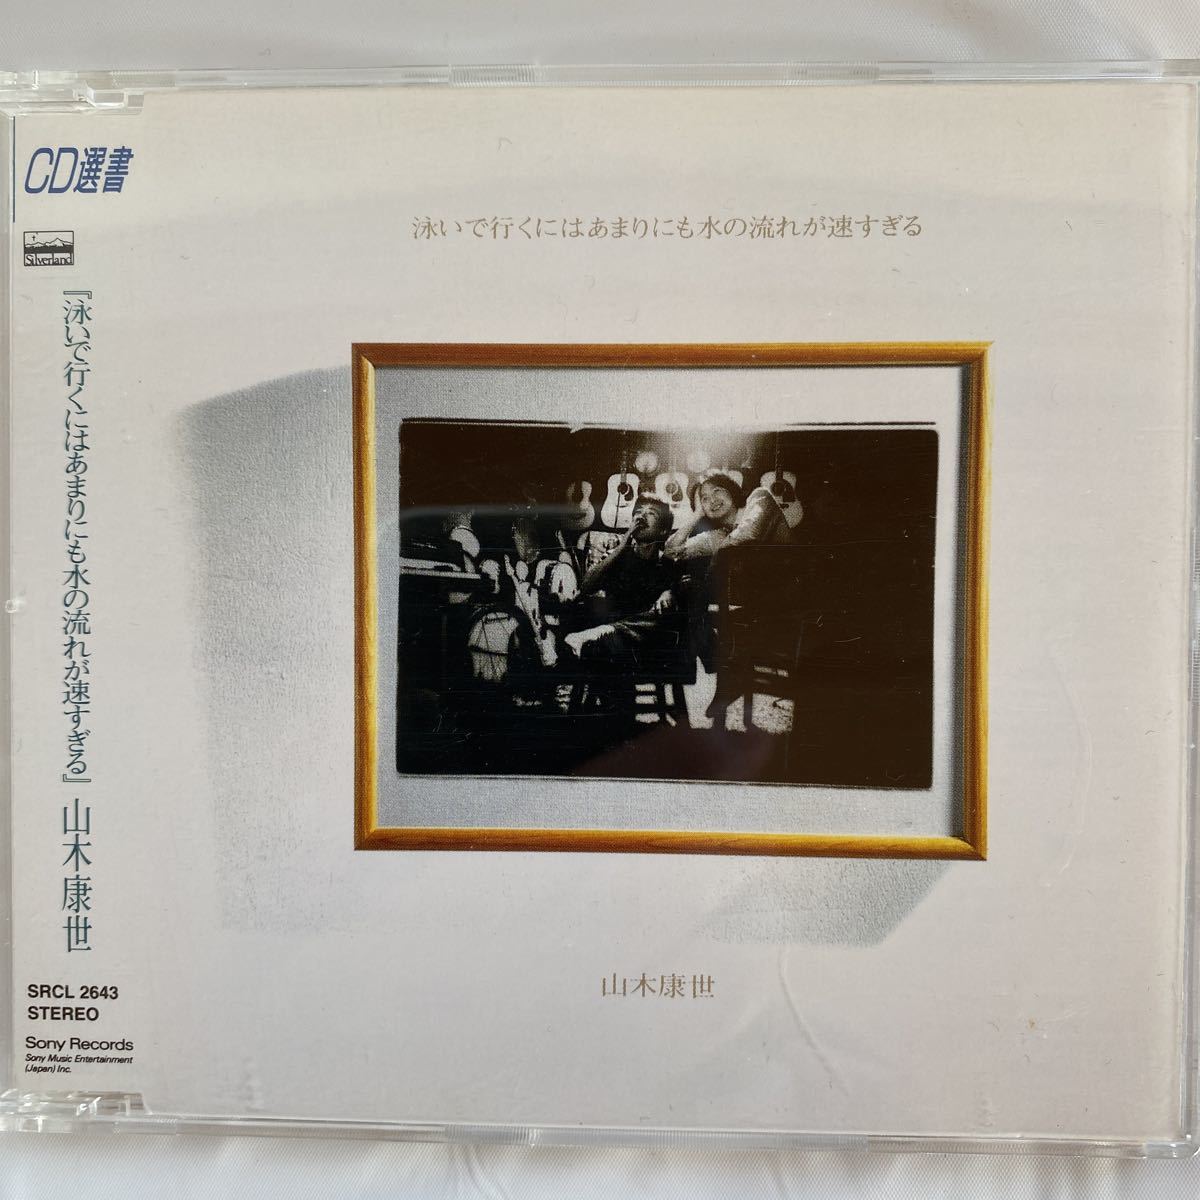 CD選書
Silverland
『泳いで行くにはあまりにも水の流れが速すぎる』山木康世
SRCL 2643
STEREO
Sony Records
Sony Music Entertainment
(Japan) Inc.
泳いで行くにはあまりにも水の流れが速すぎる
山木康世